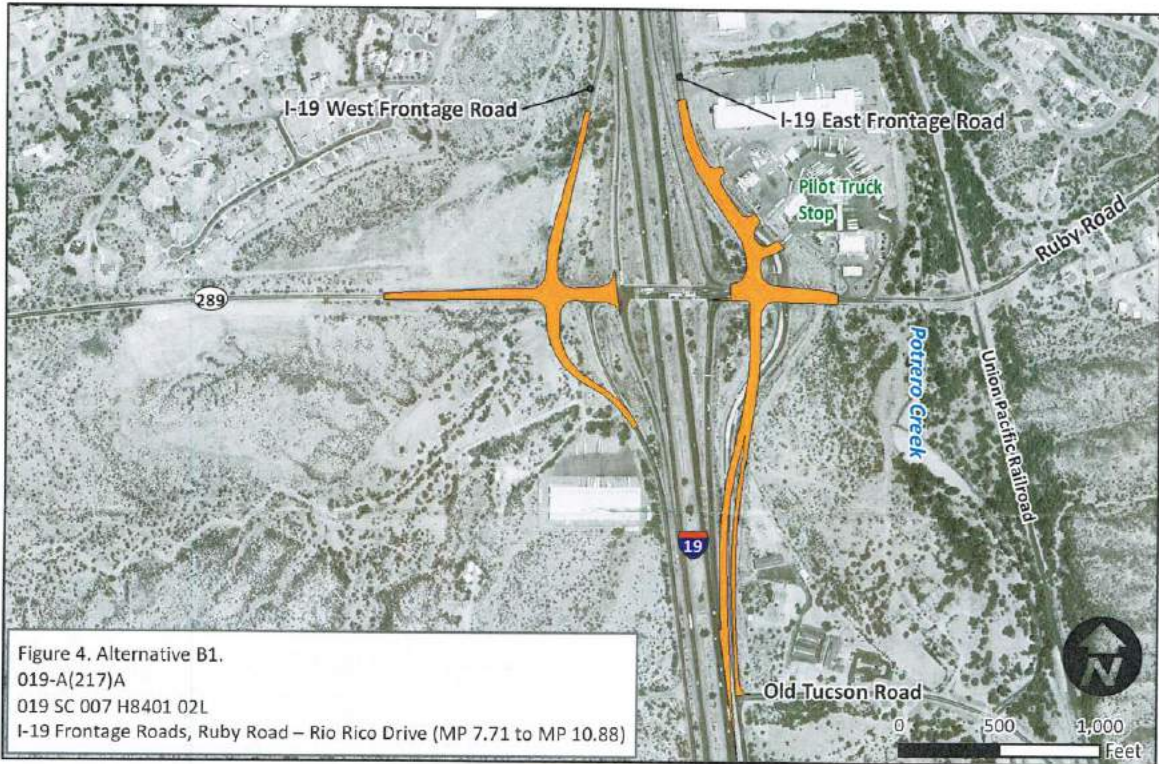 I-19 West Frontage Road
I-19 East Frontage Road
Pilot Truck
Stop
Ruby Road
289
Potrero Creek
Union Pacific Railroad
19
Old Tucson Road
N
0 500 1,000
Feet
Figure 4. Alternative B1.
019-A(217)A
019 SC 007 H8401 02L
I-19 Frontage Roads, Ruby Road – Rio Rico Drive (MP 7.71 to MP 10.88)